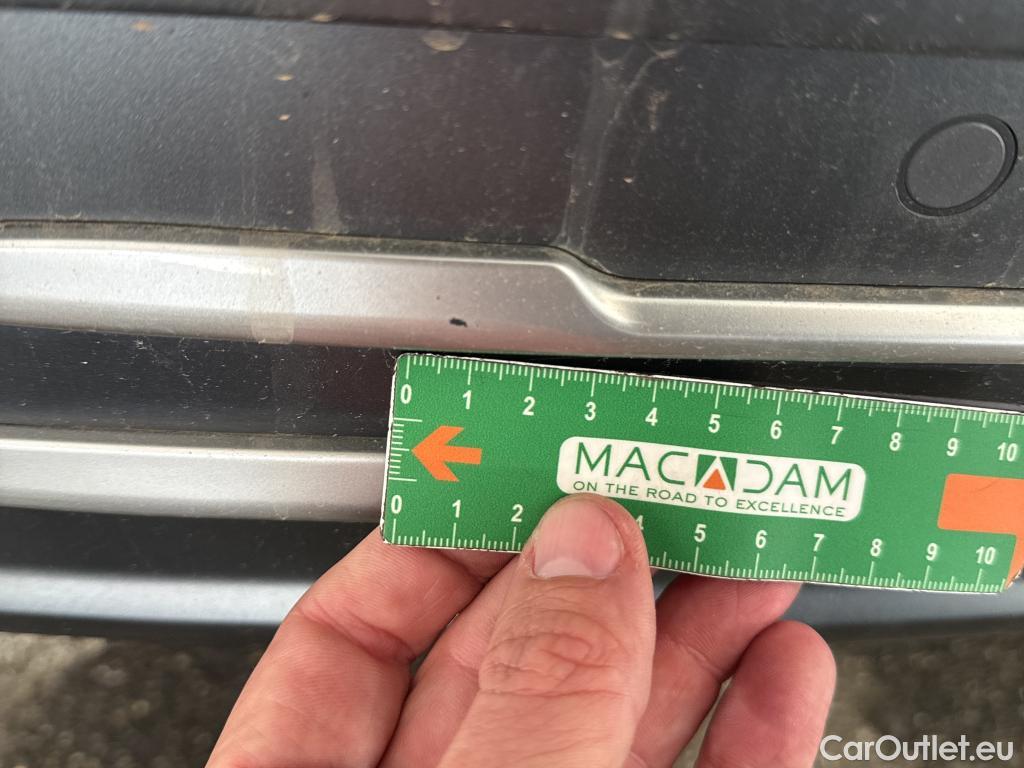 0 1 2 3 4 5 6 7 8 9 10
MACADAM
ON THE ROAD TO EXCELLENCE
0 1 2 4 5 6 7 8 9 10
CarOutlet.eu